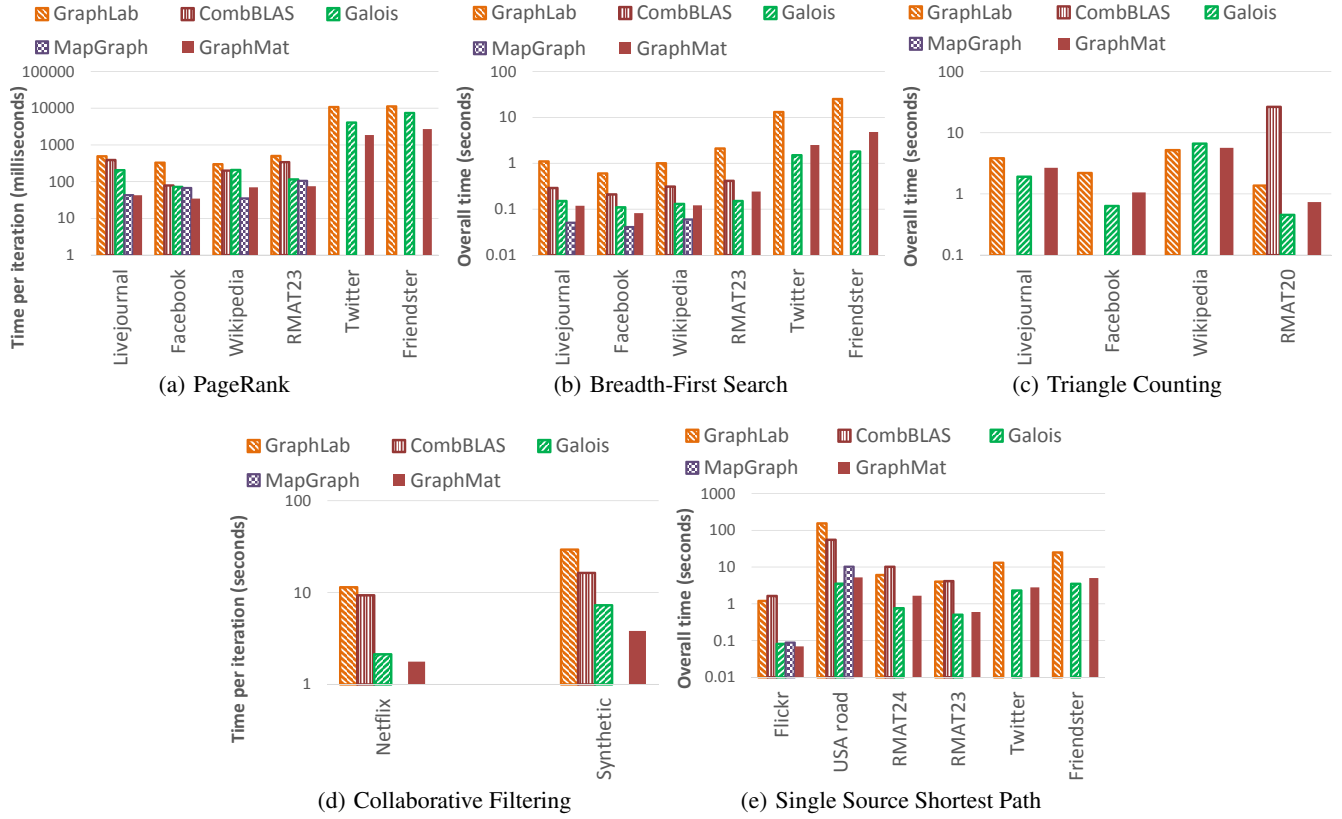 GraphLab CombBLAS Galois
MapGraph GraphMat
Time per iteration (milliseconds)
100000
10000
1000
100
10
1
Livejournal
Facebook
Wikipedia
RMAT23
Twitter
Friendster
(a) PageRank
GraphLab CombBLAS Galois
MapGraph GraphMat
Overall time (seconds)
100
10
1
0.1
0.01
Livejournal
Facebook
Wikipedia
RMAT23
Twitter
Friendster
(b) Breadth-First Search
GraphLab CombBLAS Galois
MapGraph GraphMat
Overall time (seconds)
100
10
1
0.1
Livejournal
Facebook
Wikipedia
RMAT20
(c) Triangle Counting
GraphLab CombBLAS Galois
MapGraph GraphMat
Time per iteration (seconds)
100
10
1
Netflix
Synthetic
(d) Collaborative Filtering
GraphLab CombBLAS Galois
MapGraph GraphMat
Overall time (seconds)
1000
100
10
1
0.1
0.01
Flickr
USA road
RMAT24
RMAT23
Twitter
Friendster
(e) Single Source Shortest Path